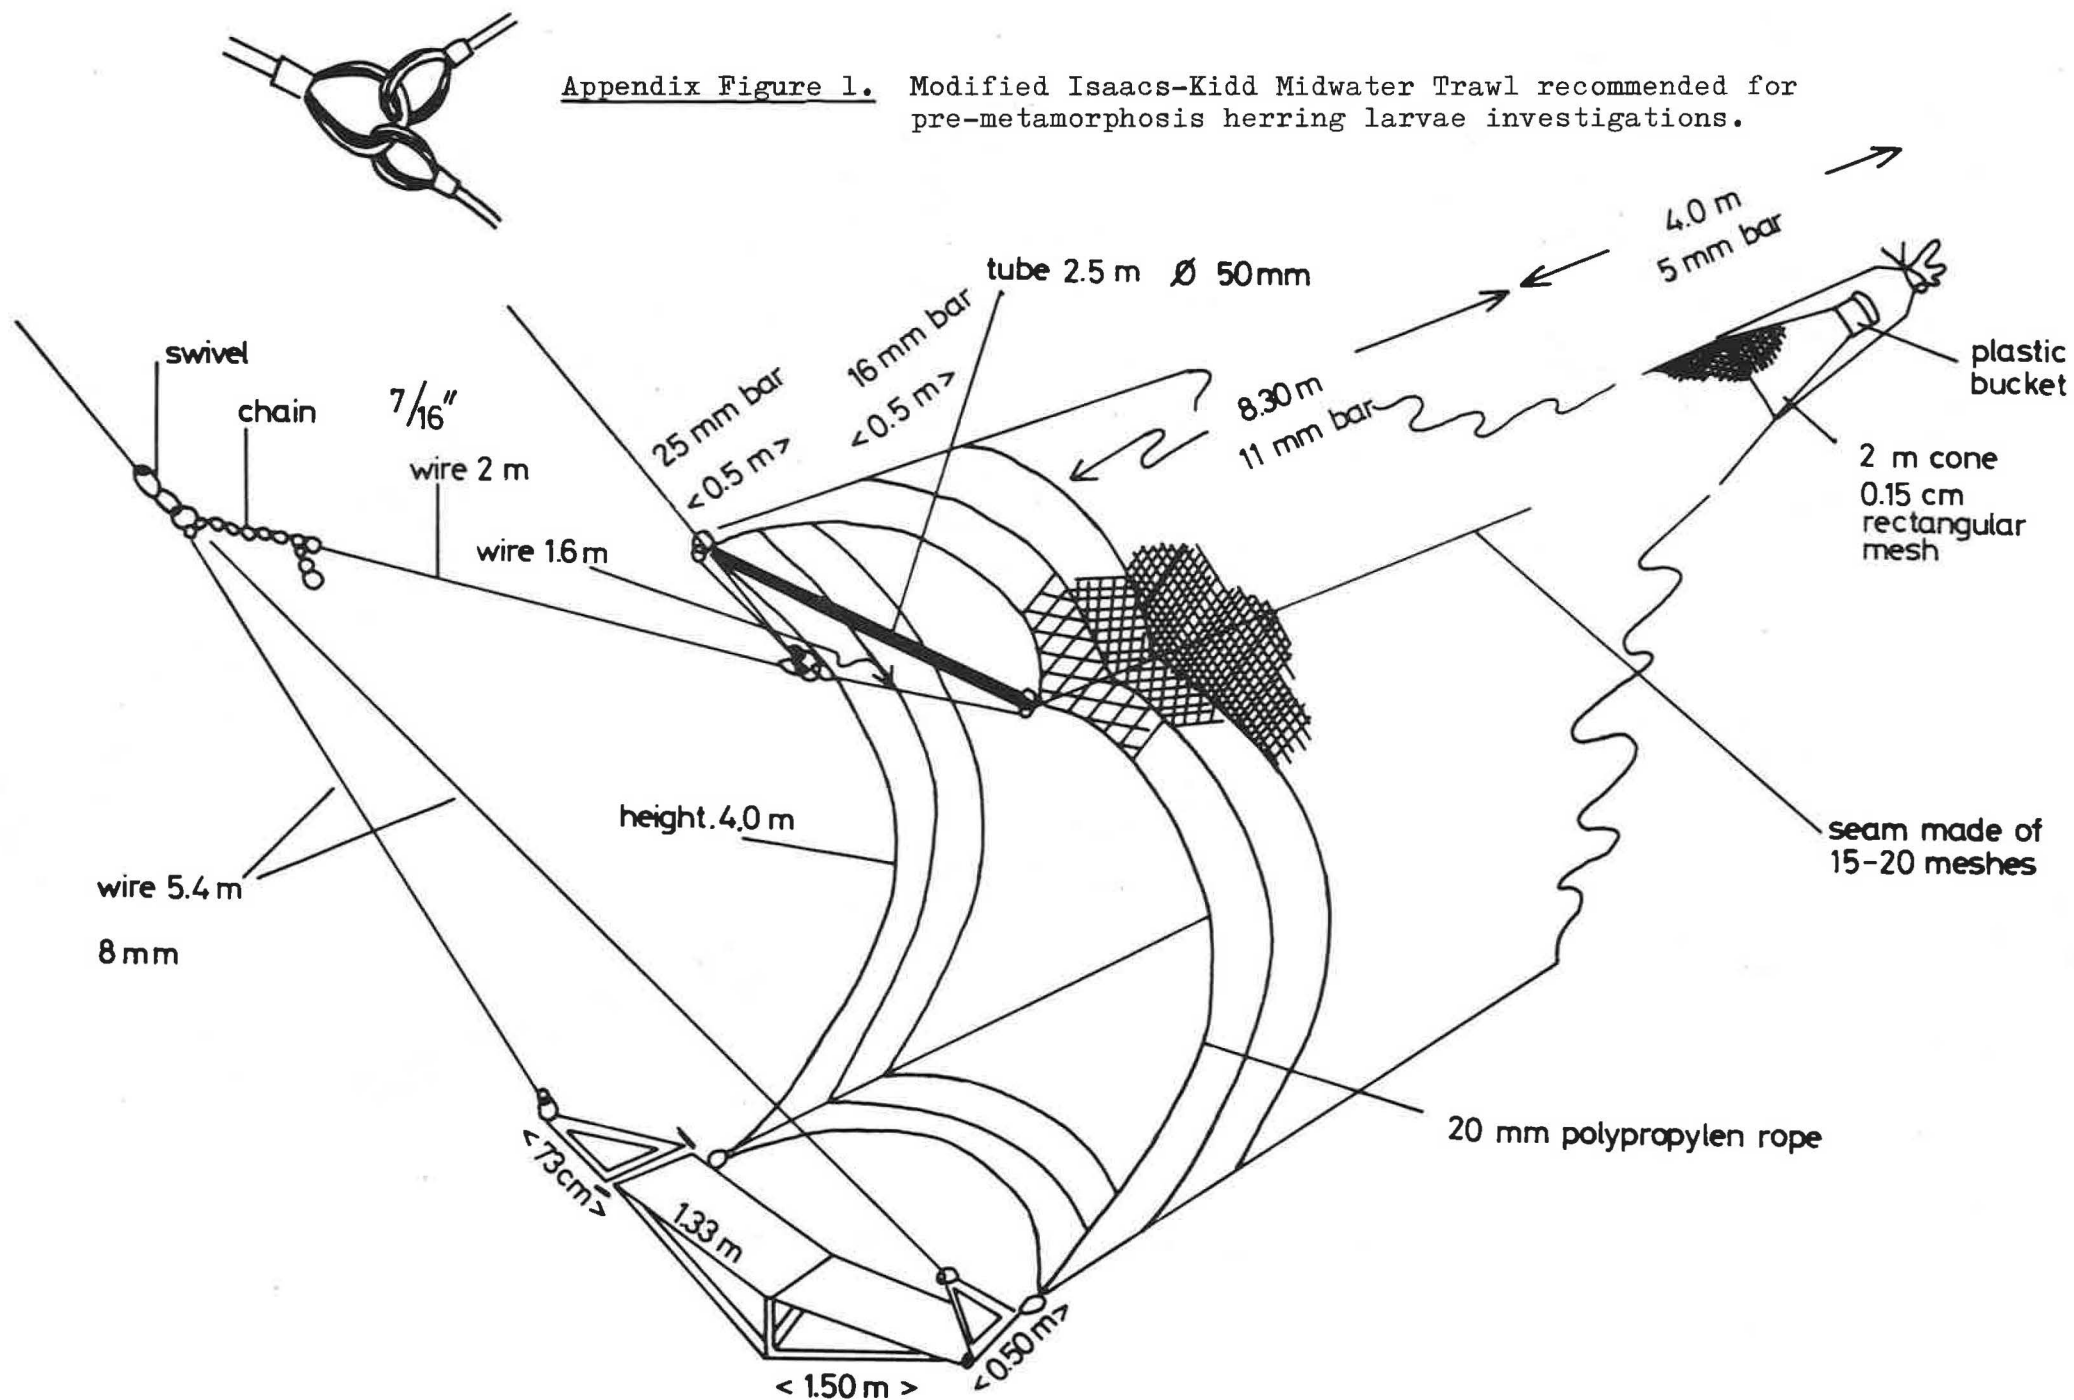 Appendix Figure 1. Modified Isaacs-Kidd Midwater Trawl recommended for
pre-metamorphosis herring larvae investigations.
4.0 m
5 mm bar
tube 2.5 m Ø 50mm
swivel
chain
7/16"
wire 2 m
wire 1.6 m
25 mm bar
<0.5 m>
16 mm bar
<0.5 m>
8.30 m
11 mm bar
plastic
bucket
2 m cone
0.15 cm
rectangular
mesh
height.4.0 m
wire 5.4 m
8 mm
seam made of
15-20 meshes
20 mm polypropylen rope
<73cm>
1.33 m
<0.50 m>
< 1.50 m >